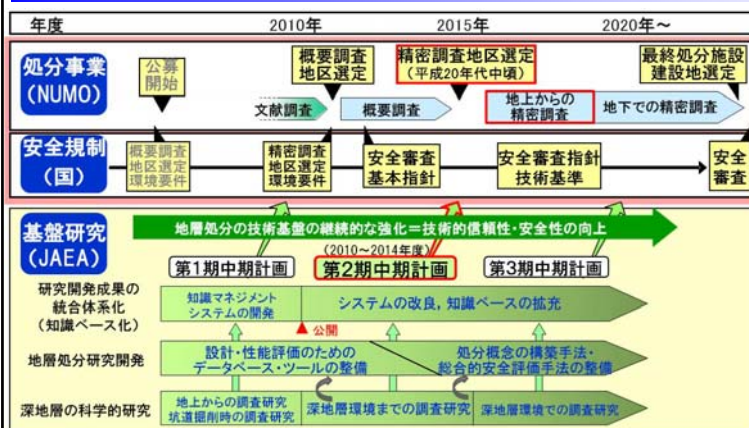 年度
2010年
2015年
2020年～
処分事業
(NUMO)
公募
開始
概要調査
地区選定
精密調査地区選定
(平成20年代中頃)
最終処分施設
建設地選定
文献調査
概要調査
地上からの
精密調査
地下での精密調査
安全規制
(国)
概要調査
地区選定
環境要件
精密調査
地区選定
環境要件
安全審査
基本指針
安全審査指針
技術基準
安全
審査
基盤研究
(JAEA)
地層処分の技術基盤の継続的な強化＝技術的信頼性・安全性の向上
(2010～2014年度)
第1期中期計画
第2期中期計画
第3期中期計画
研究開発成果の
統合体系化
(知識ベース化)
知識マネジメント
システムの開発
システムの改良，知識ベースの拡充
▲公開
地層処分研究開発
設計・性能評価のための
データベース・ツールの整備
処分概念の構築手法・
総合的安全評価手法の整備
深地層の科学的研究
地上からの調査研究
坑道掘削時の調査研究
深地層環境までの調査研究
深地層環境での調査研究